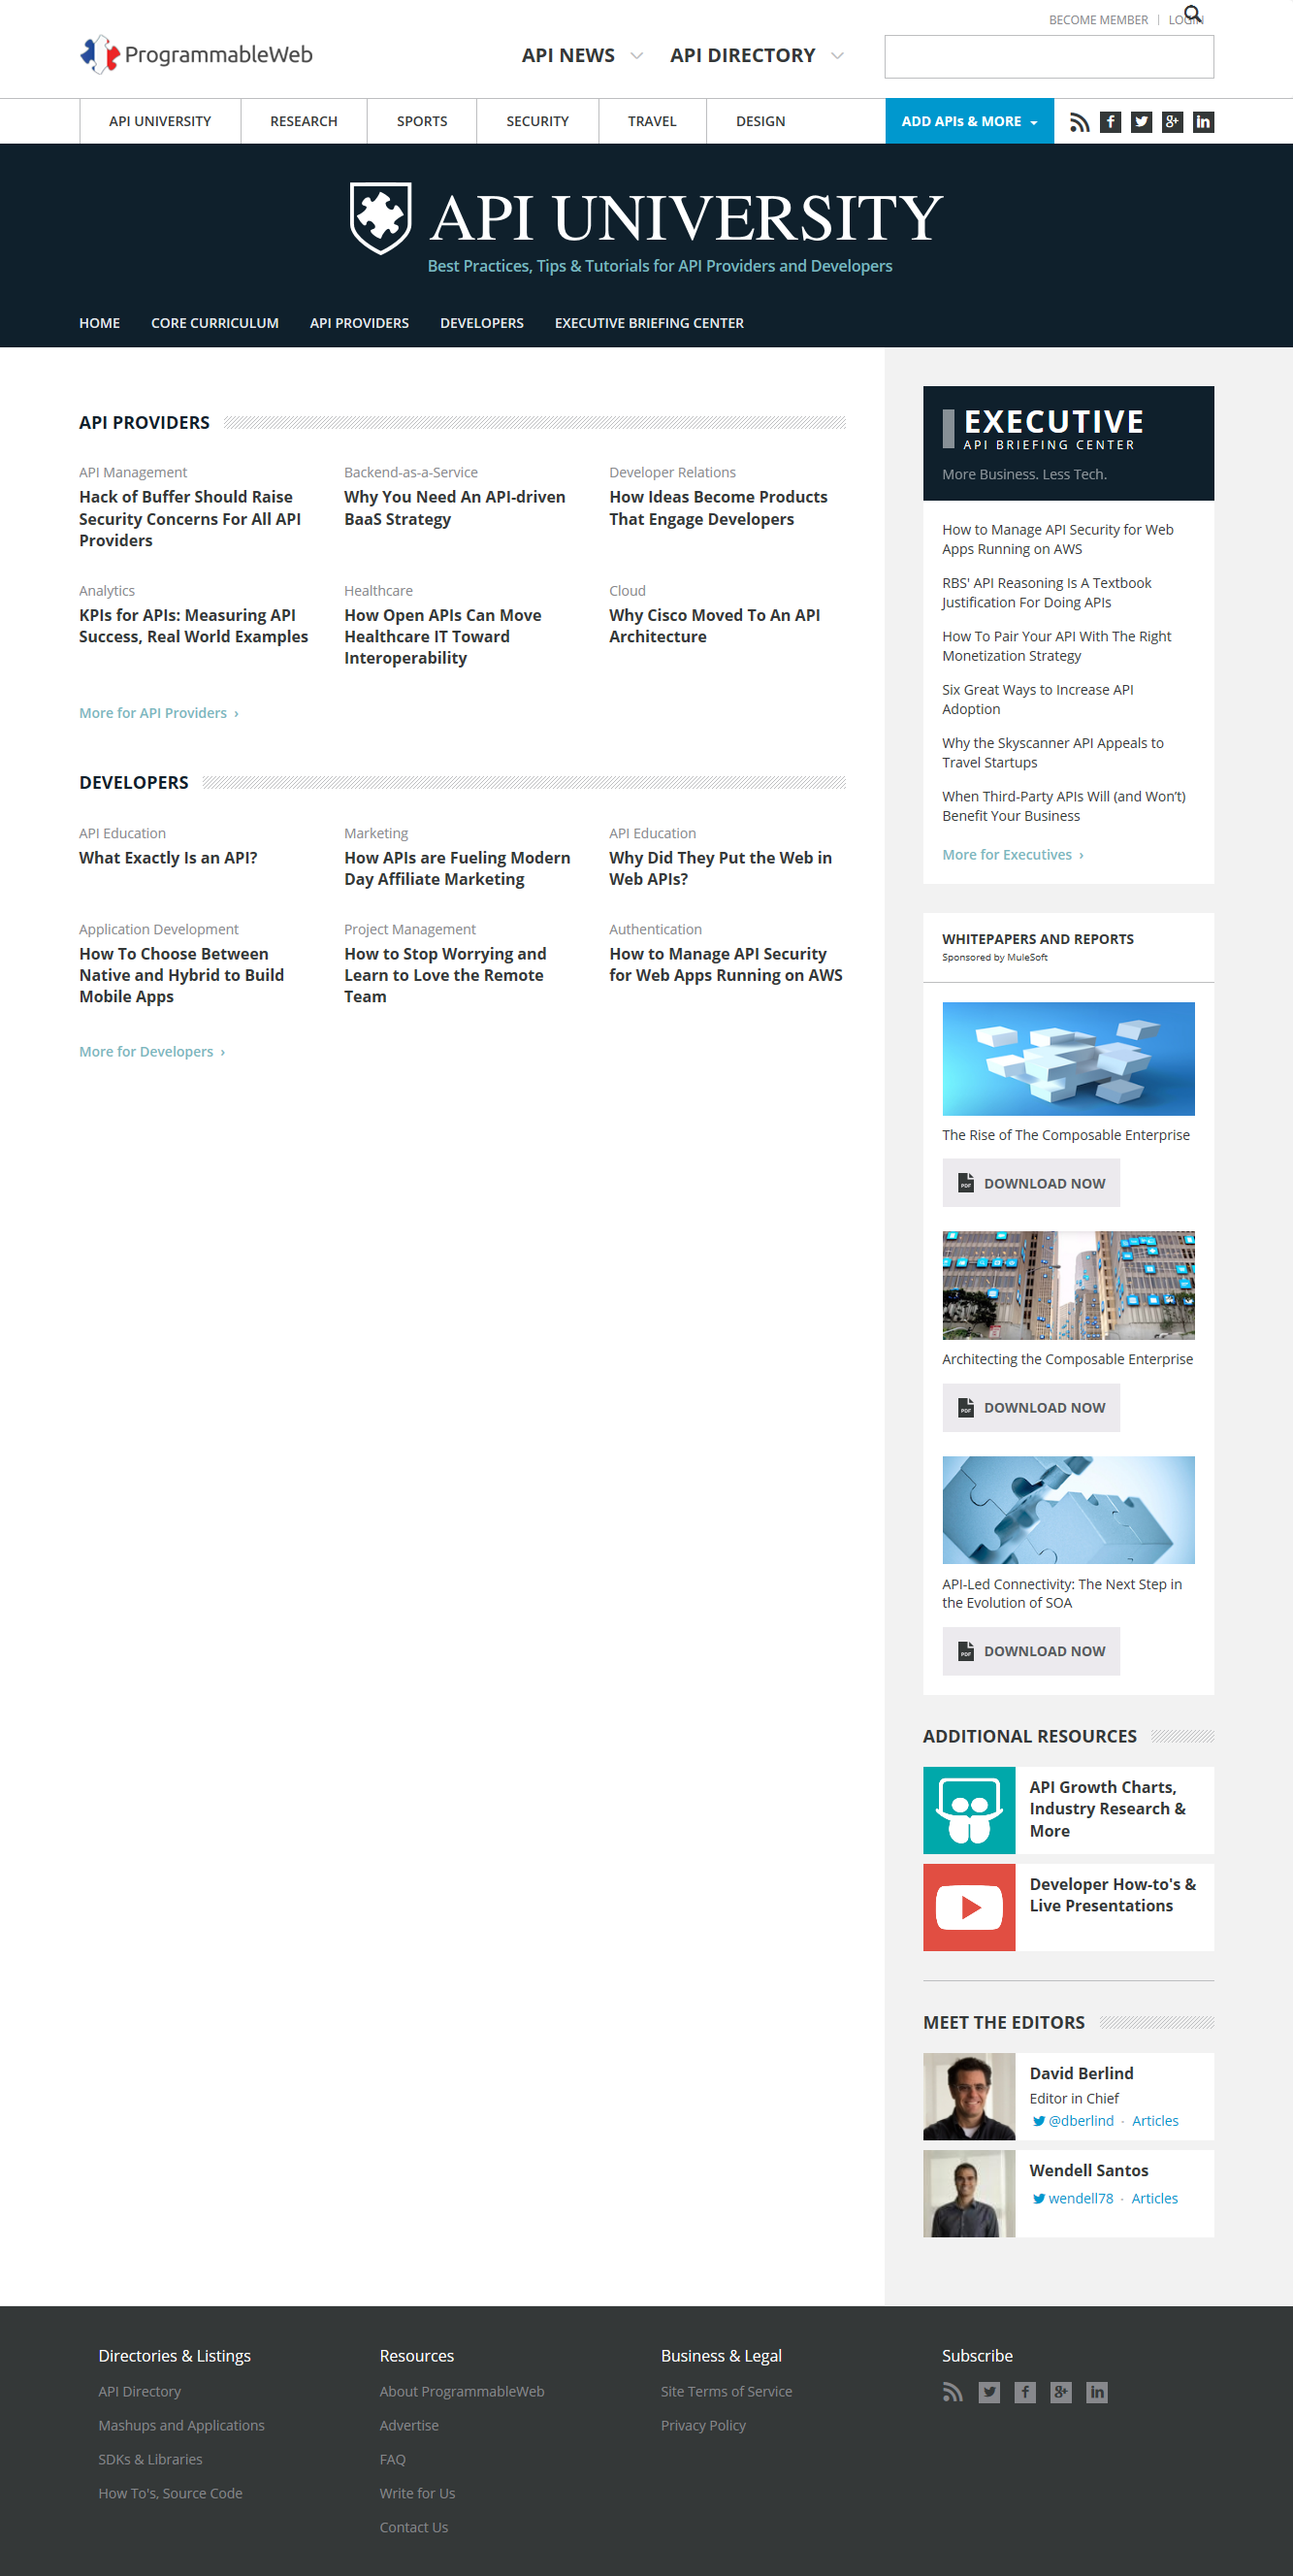 BECOME MEMBER
LOGIN
ProgrammableWeb
API NEWS
API DIRECTORY
API UNIVERSITY
RESEARCH
SPORTS
SECURITY
TRAVEL
DESIGN
ADD APIs & MORE
API UNIVERSITY
Best Practices, Tips & Tutorials for API Providers and Developers
HOME
CORE CURRICULUM
API PROVIDERS
DEVELOPERS
EXECUTIVE BRIEFING CENTER
API PROVIDERS
API Management
Hack of Buffer Should Raise
Security Concerns For All API
Providers
Backend-as-a-Service
Why You Need An API-driven
BaaS Strategy
Developer Relations
How Ideas Become Products
That Engage Developers
Analytics
KPIs for APIs: Measuring API
Success, Real World Examples
Healthcare
How Open APIs Can Move
Healthcare IT Toward
Interoperability
Cloud
Why Cisco Moved To An API
Architecture
More for API Providers ›
DEVELOPERS
API Education
What Exactly Is an API?
Marketing
How APIs are Fueling Modern
Day Affiliate Marketing
API Education
Why Did They Put the Web in
Web APIs?
Application Development
How To Choose Between
Native and Hybrid to Build
Mobile Apps
Project Management
How to Stop Worrying and
Learn to Love the Remote
Team
Authentication
How to Manage API Security
for Web Apps Running on AWS
More for Developers ›
EXECUTIVE
API BRIEFING CENTER
More Business. Less Tech.
How to Manage API Security for Web
Apps Running on AWS
RBS' API Reasoning Is A Textbook
Justification For Doing APIs
How To Pair Your API With The Right
Monetization Strategy
Six Great Ways to Increase API
Adoption
Why the Skyscanner API Appeals to
Travel Startups
When Third-Party APIs Will (and Won't)
Benefit Your Business
More for Executives ›
WHITEPAPERS AND REPORTS
Sponsored by MuleSoft
The Rise of The Composable Enterprise
PDF DOWNLOAD NOW
Architecting the Composable Enterprise
PDF DOWNLOAD NOW
API-Led Connectivity: The Next Step in
the Evolution of SOA
PDF DOWNLOAD NOW
ADDITIONAL RESOURCES
API Growth Charts,
Industry Research &
More
Developer How-to's &
Live Presentations
MEET THE EDITORS
David Berlind
Editor in Chief
@dberlind · Articles
Wendell Santos
wendell78 · Articles
Directories & Listings
API Directory
Mashups and Applications
SDKs & Libraries
How To's, Source Code
Resources
About ProgrammableWeb
Advertise
FAQ
Write for Us
Contact Us
Business & Legal
Site Terms of Service
Privacy Policy
Subscribe